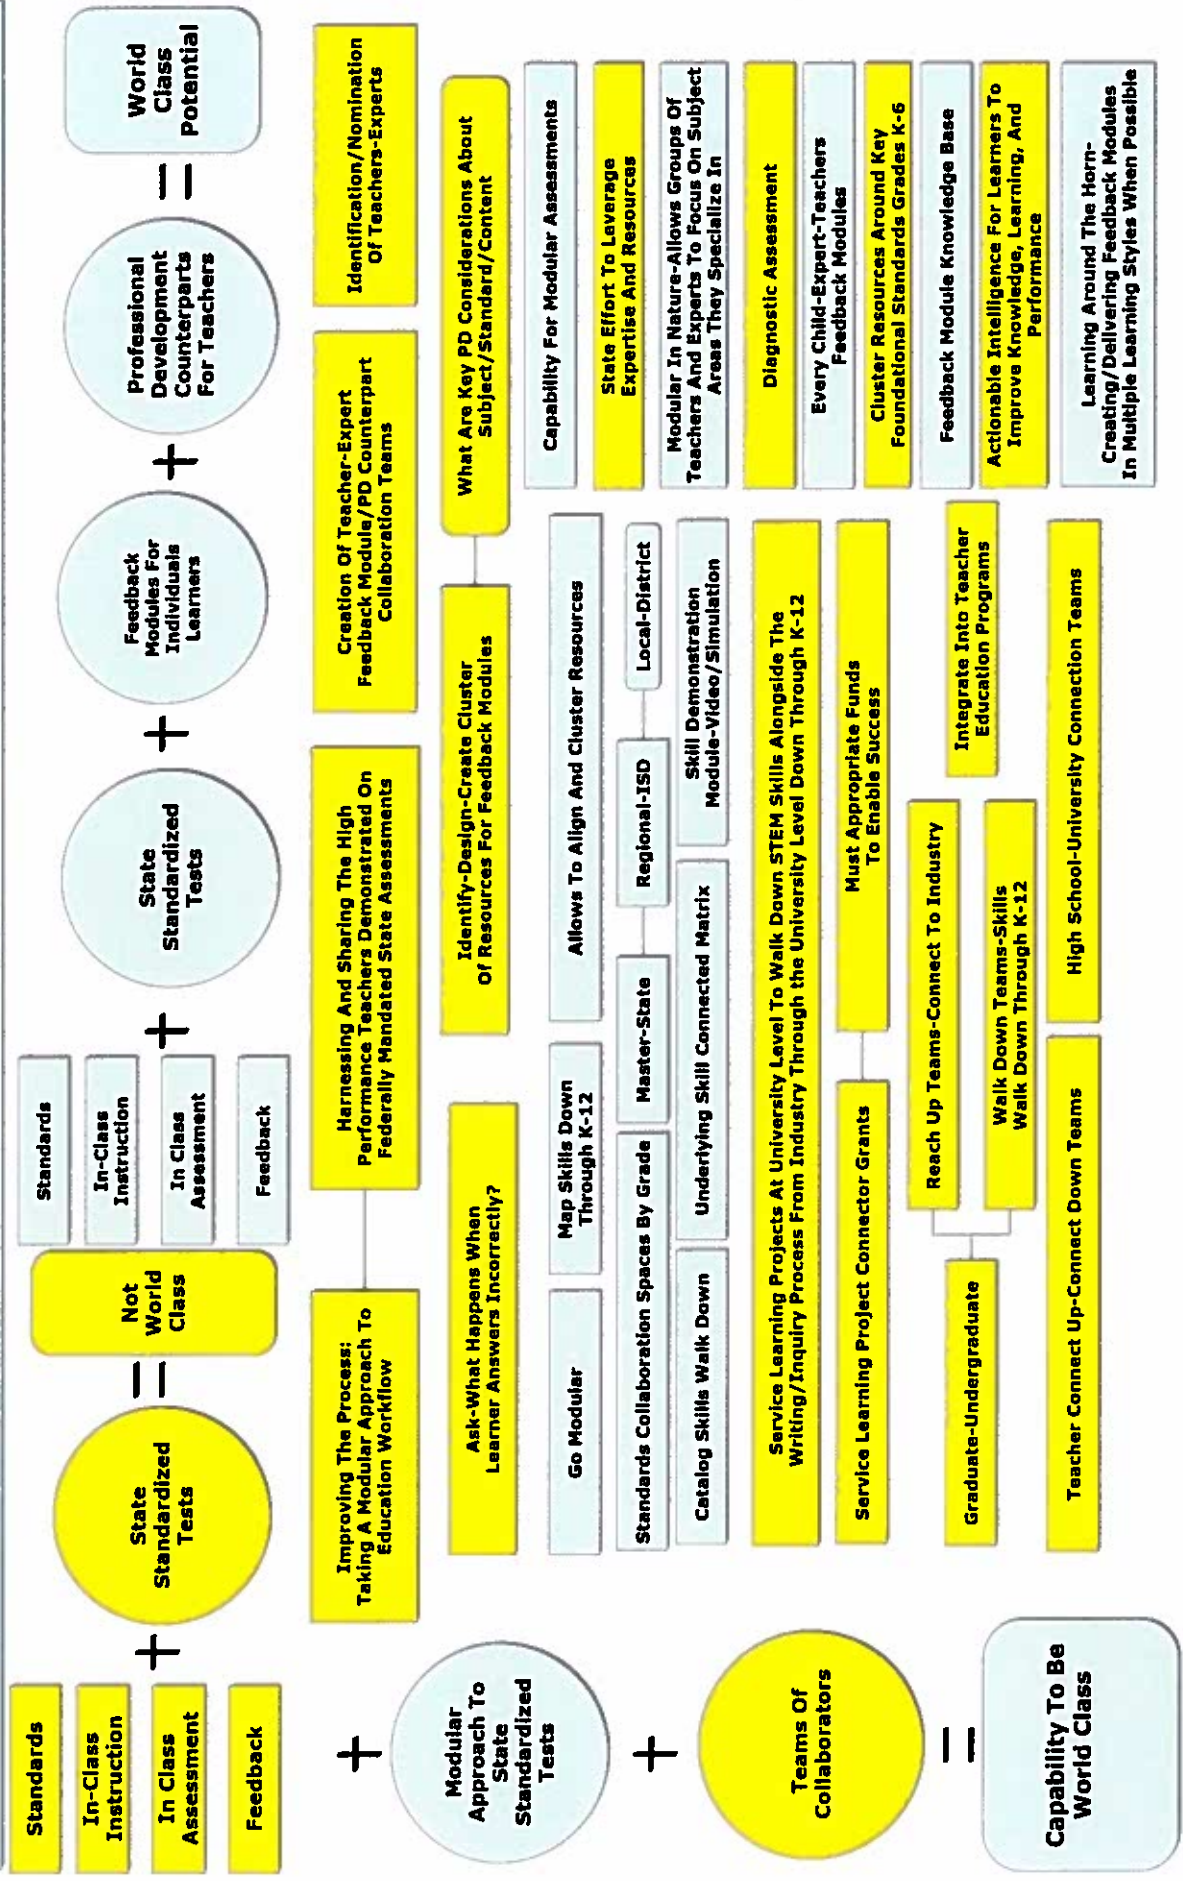 Standards
In-Class
Instruction
In Class
Assessment
Feedback
+
State
Standardized
Tests
=
Not
World
Class
Standards
In-Class
Instruction
In Class
Assessment
Feedback
+
State
Standardized
Tests
+
Feedback
Modules For
Individuals
Learners
+
Professional
Development
Counterparts
For Teachers
=
World
Class
Potential
+
Modular
Approach To
State
Standardized
Tests
+
Teams Of
Collaborators
=
Capability To Be
World Class
Improving The Process:
Taking A Modular Approach To
Education Workflow
Harnessing And Sharing The High
Performance Teachers Demonstrated On
Federally Mandated State Assessments
Creation Of Teacher-Expert
Feedback Module/PD Counterpart
Collaboration Teams
Identification/Nomination
Of Teachers-Experts
Ask-What Happens When
Learner Answers Incorrectly?
Identify-Design-Create Cluster
Of Resources For Feedback Modules
What Are Key PD Considerations About
Subject/Standard/Content
Go Modular
Map Skills Down
Through K-12
Allows To Align And Cluster Resources
Standards Collaboration Spaces By Grade
Master-State
Regional-ISD
Local-District
Catalog Skills Walk Down
Underlying Skill Connected Matrix
Skill Demonstration
Module-Video/Simulation
Service Learning Projects At University Level To Walk Down STEM Skills Alongside The
Writing/Inquiry Process From Industry Through the University Level Down Through K-12
Service Learning Project Connector Grants
Must Appropriate Funds
To Enable Success
Graduate-Undergraduate
Reach Up Teams-Connect To Industry
Walk Down Teams-Skills
Walk Down Through K-12
Integrate Into Teacher
Education Programs
Teacher Connect Up-Connect Down Teams
High School-University Connection Teams
Capability For Modular Assessments
State Effort To Leverage
Expertise And Resources
Modular In Nature-Allows Groups Of
Teachers And Experts To Focus On Subject
Areas They Specialize In
Diagnostic Assessment
Every Child-Expert-Teachers
Feedback Modules
Cluster Resources Around Key
Foundational Standards Grades K-6
Feedback Module Knowledge Base
Actionable Intelligence For Learners To
Improve Knowledge, Learning, And
Performance
Learning Around The Horn-
Creating/Delivering Feedback Modules
In Multiple Learning Styles When Possible